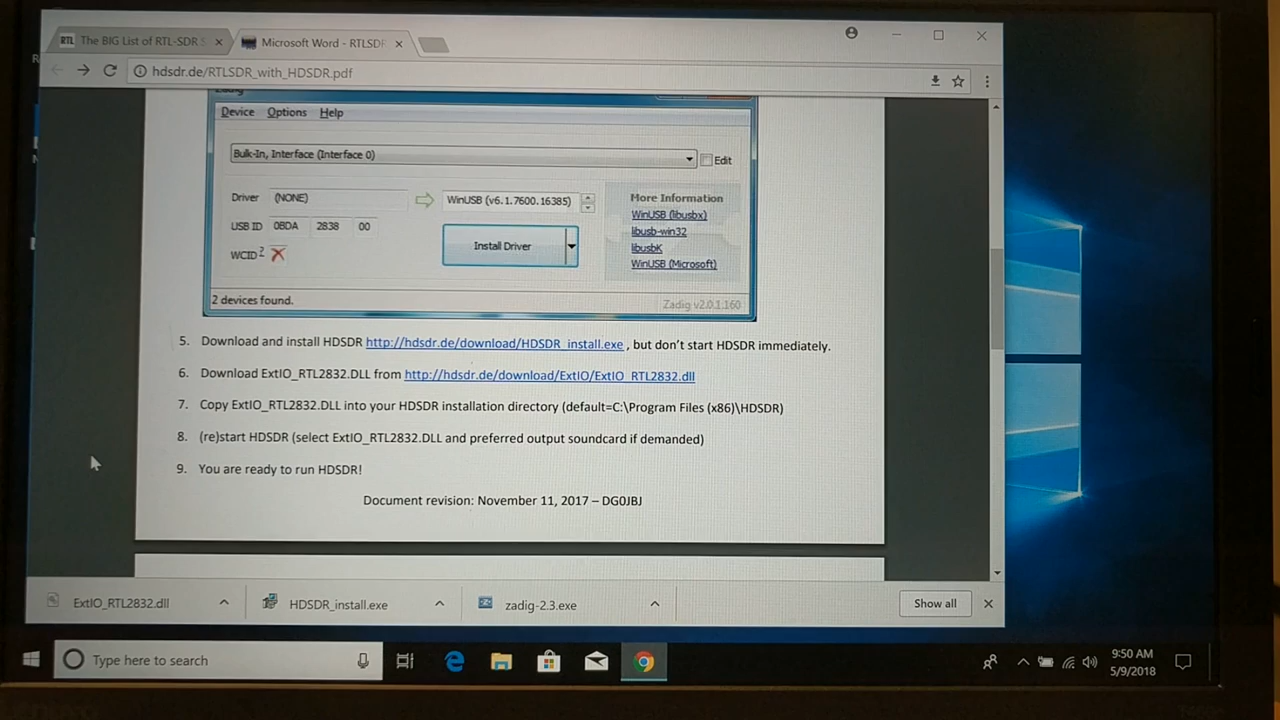 RTL The BIG List of RTL-SDR S
Microsoft Word - RTLSDR
hdsdr.de/RTLSDR_with_HDSDR.pdf
Zadig
Device Options Help
Bulk-In, Interface (Interface 0)
Edit
Driver (NONE)
WinUSB (v6.1.7600.16385)
USB ID 0BDA 2838 00
WCID 2
Install Driver
More Information
WinUSB (libusbx)
libusb-win32
libusbK
WinUSB (Microsoft)
2 devices found.
Zadig v2.0.1.160
5. Download and install HDSDR http://hdsdr.de/download/HDSDR_install.exe , but don't start HDSDR immediately.
6. Download ExtIO_RTL2832.DLL from http://hdsdr.de/download/ExtIO/ExtIO_RTL2832.dll
7. Copy ExtIO_RTL2832.DLL into your HDSDR installation directory (default=C:\Program Files (x86)\HDSDR)
8. (re)start HDSDR (select ExtIO_RTL2832.DLL and preferred output soundcard if demanded)
9. You are ready to run HDSDR!
Document revision: November 11, 2017 – DG0JBJ
ExtIO_RTL2832.dll
HDSDR_install.exe
zadig-2.3.exe
Show all
Type here to search
9:50 AM
5/9/2018